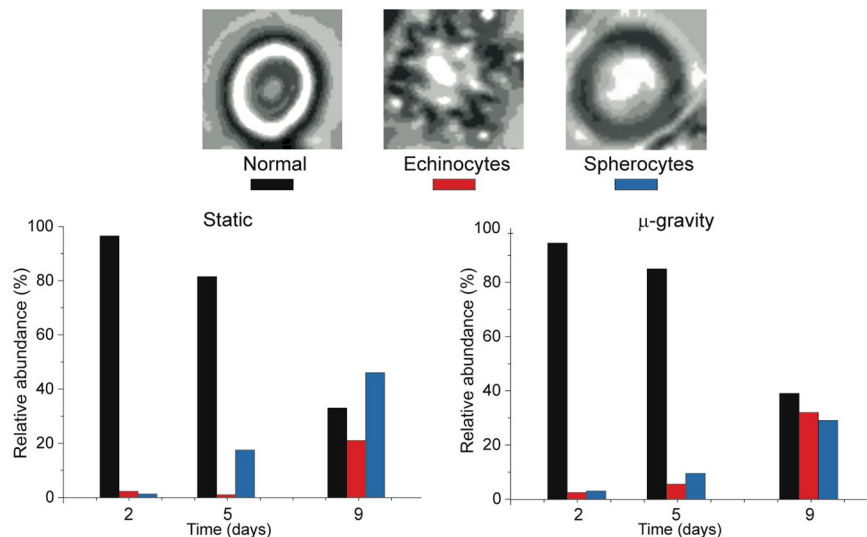 Normal
Echinocytes
Spherocytes
Static
Relative abundance (%)
100
80
60
40
20
0
2
5
9
Time (days)
μ-gravity
Relative abundance (%)
100
80
60
40
20
0
2
5
9
Time (days)